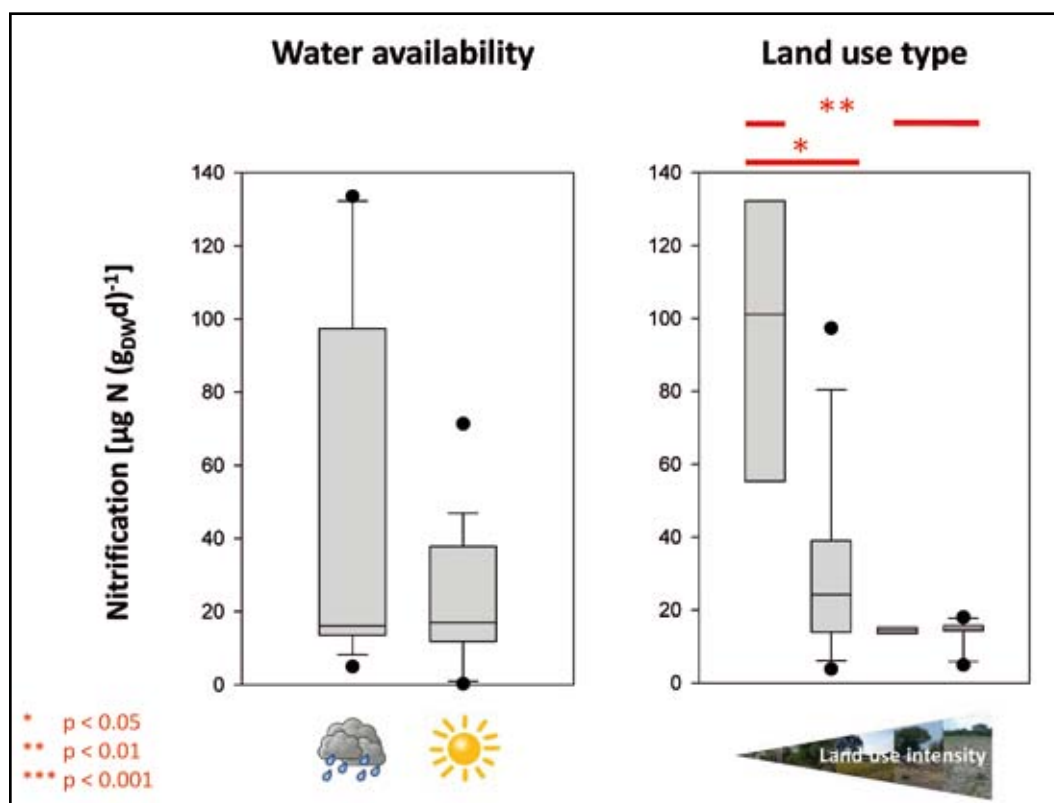 Water availability
Land use type
**
*
Nitrification [µg N (gDWd)-1]
140
120
100
80
60
40
20
0
140
120
100
80
60
40
20
0
* p < 0.05
** p < 0.01
*** p < 0.001
Land use intensity